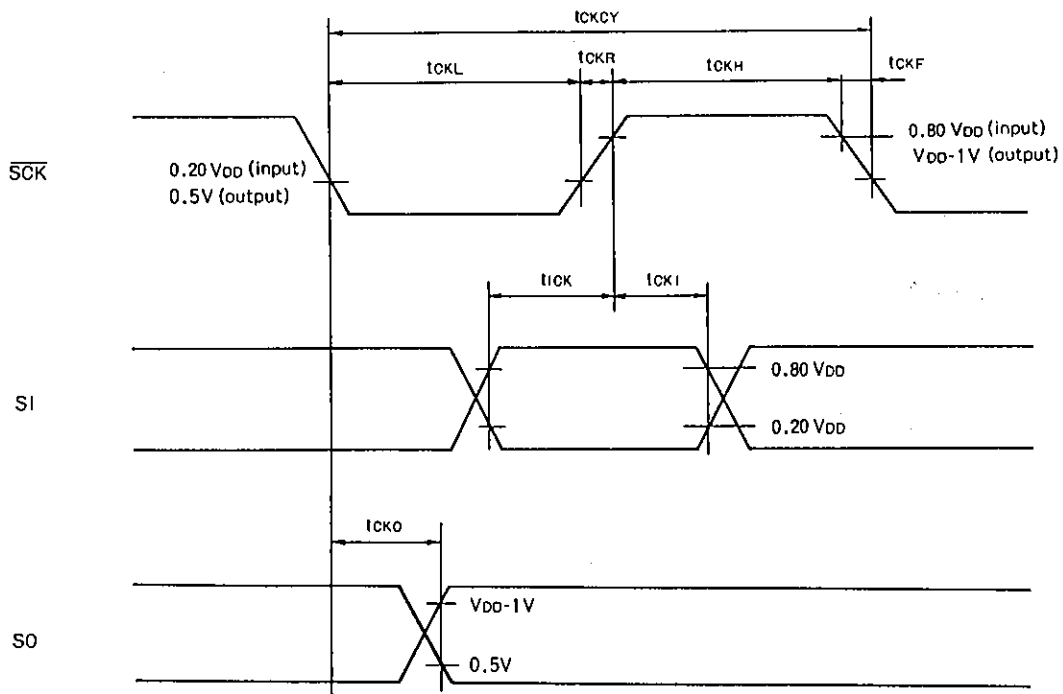 tCKCY
tCKL
tCKR
tCKH
tCKF
SCK
0.20 VDD (input)
0.5V (output)
0.80 VDD (input)
VDD-1V (output)
tICK
tCKI
SI
0.80 VDD
0.20 VDD
tCKO
SO
VDD-1V
0.5V